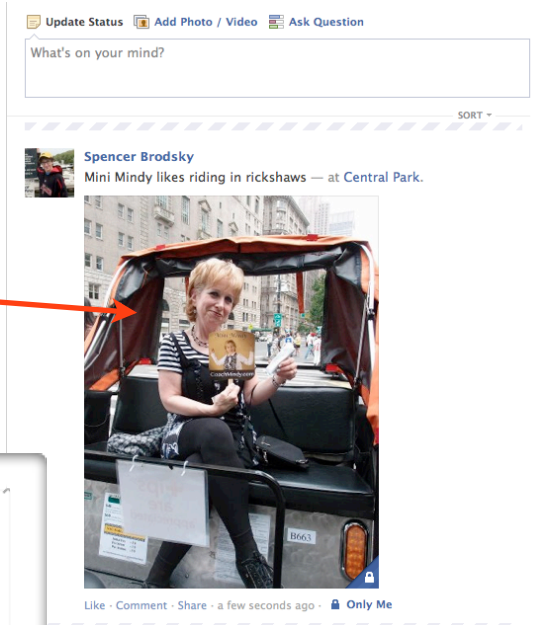 Update Status Add Photo / Video Ask Question
What's on your mind?
SORT
Spencer Brodsky
Mini Mindy likes riding in rickshaws — at Central Park.
CoachMindy.com
B663
Like · Comment · Share · a few seconds ago · Only Me